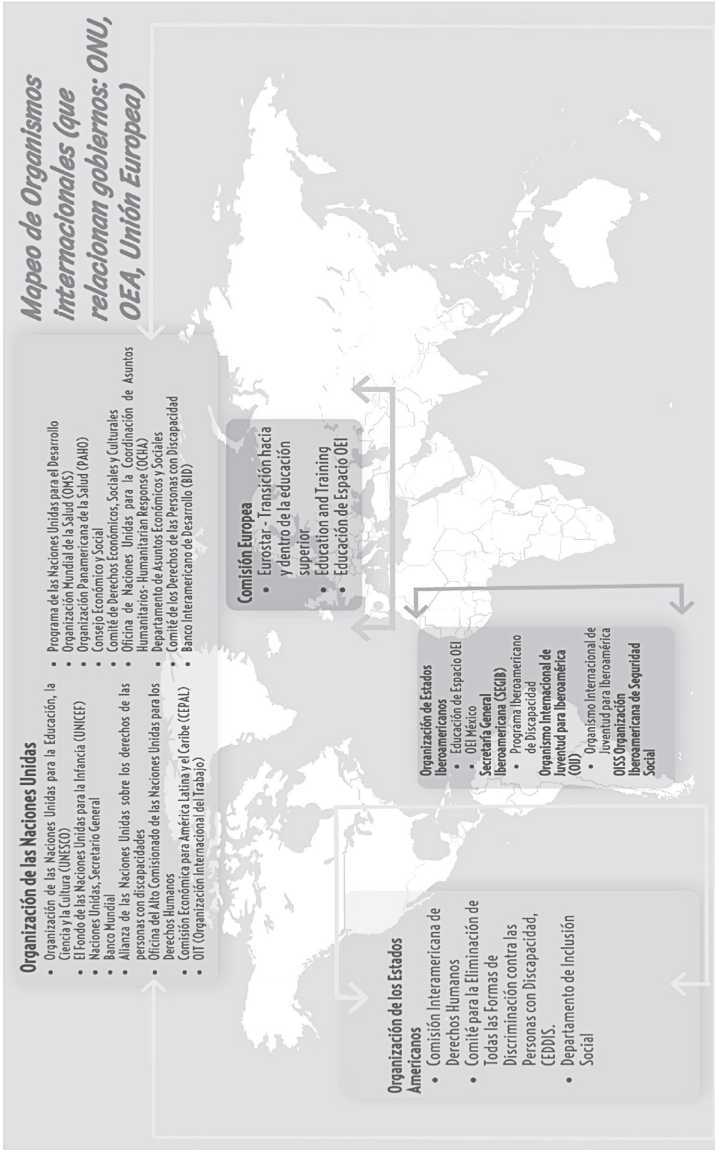 Mapeo de Organismos
internacionales (que
relacionan gobiernos: ONU,
OEA, Unión Europea)
Organización de las Naciones Unidas
• Organización de las Naciones Unidas para la Educación, la
Ciencia y la Cultura (UNESCO)
• El Fondo de las Naciones Unidas para la Infancia (UNICEF)
• Naciones Unidas, Secretario General
• Banco Mundial
• Alianza de las Naciones Unidas sobre los derechos de las
personas con discapacidades
• Oficina del Alto Comisionado de las Naciones Unidas para los
Derechos Humanos
• Comisión Económica para América Latina y el Caribe (CEPAL)
• OIT (Organización Internacional del Trabajo)
• Programa de las Naciones Unidas para el Desarrollo
• Organización Mundial de la Salud (OMS)
• Organización Panamericana de la Salud (PAHO)
• Consejo Económico y Social
• Comité de Derechos Económicos, Sociales y Culturales
• Oficina de Naciones Unidas para la Coordinación de Asuntos
Humanitarios- Humanitarian Response (OCHA)
• Departamento de Asuntos Económicos y Sociales
• Comité de los Derechos de las Personas con Discapacidad
• Banco Interamericano de Desarrollo (BID)
Comisión Europea
• Eurostar - Transición hacia
y dentro de la educación
superior
• Education and Training
• Educación de Espacio OEI
Organización de los Estados
Americanos
• Comisión Interamericana de
Derechos Humanos
• Comité para la Eliminación de
Todas las Formas de
Discriminación contra las
Personas con Discapacidad,
CEDDIS.
• Departamento de Inclusión
Social
Organización de Estados
Iberoamericanos
• Educación de Espacio OEI
• OEI México
Secretaría General
Iberoamericana (SEGIB)
• Programa Iberoamericano
de Discapacidad
Organismo Internacional de
Juventud para Iberoamérica
(OIJ)
• Organismo Internacional de
Juventud para Iberoamérica
OISS Organización
Iberoamericana de Seguridad
Social